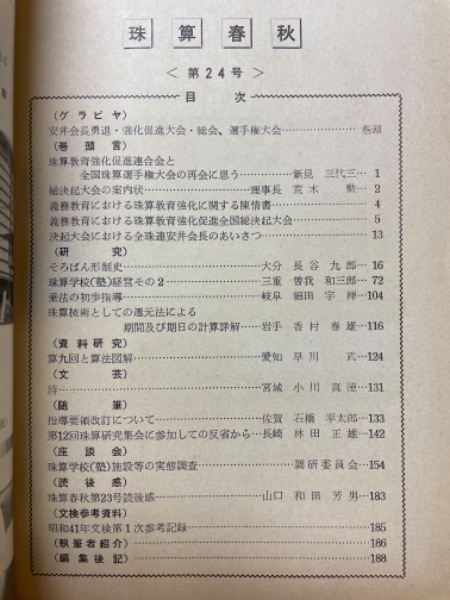 珠算春秋
＜第24号＞
目次
（グラビヤ）
安井会長勇退・強化促進大会・総会、選手権大会……………巻頭
（巻頭言）
珠算教育強化促進連合会と
全国珠算選手権大会の再会に思う…………新見 三代三… 1
総決起大会の案内状……………理事長 荒木 勲… 2
義務教育における珠算教育強化に関する陳情書……………… 4
義務教育における珠算教育強化促進全国総決起大会………… 5
決起大会における全珠連安井会長のあいさつ……………… 13
（研究）
そろばん形制史……………大分 長谷 九郎… 16
珠算学校（塾）経営その2……………三重 曽我 和三郎… 72
乗法の初歩指導……………岐阜 細田 宇禅…104
珠算技術としての還元法による
期間及び期日の計算詳解……岩手 香村 春雄…116
（資料研究）
算九回と算法図解……………愛知 早川 武…124
（文芸）
詩……………宮城 小川 真徳…131
（随筆）
指導要領改訂について……………佐賀 石橋 平太郎…133
第12回珠算研究集会に参加しての反省から…長崎 林田 正雄…142
（座談会）
珠算学校（塾）施設等の実態調査……………調研委員会…154
（読後感）
珠算春秋第23号読後感……………山口 和田 芳男…183
（文検参考資料）
昭和41年文検第1次参考記録……………185
（執筆者紹介）……………186
（編集後記）……………188